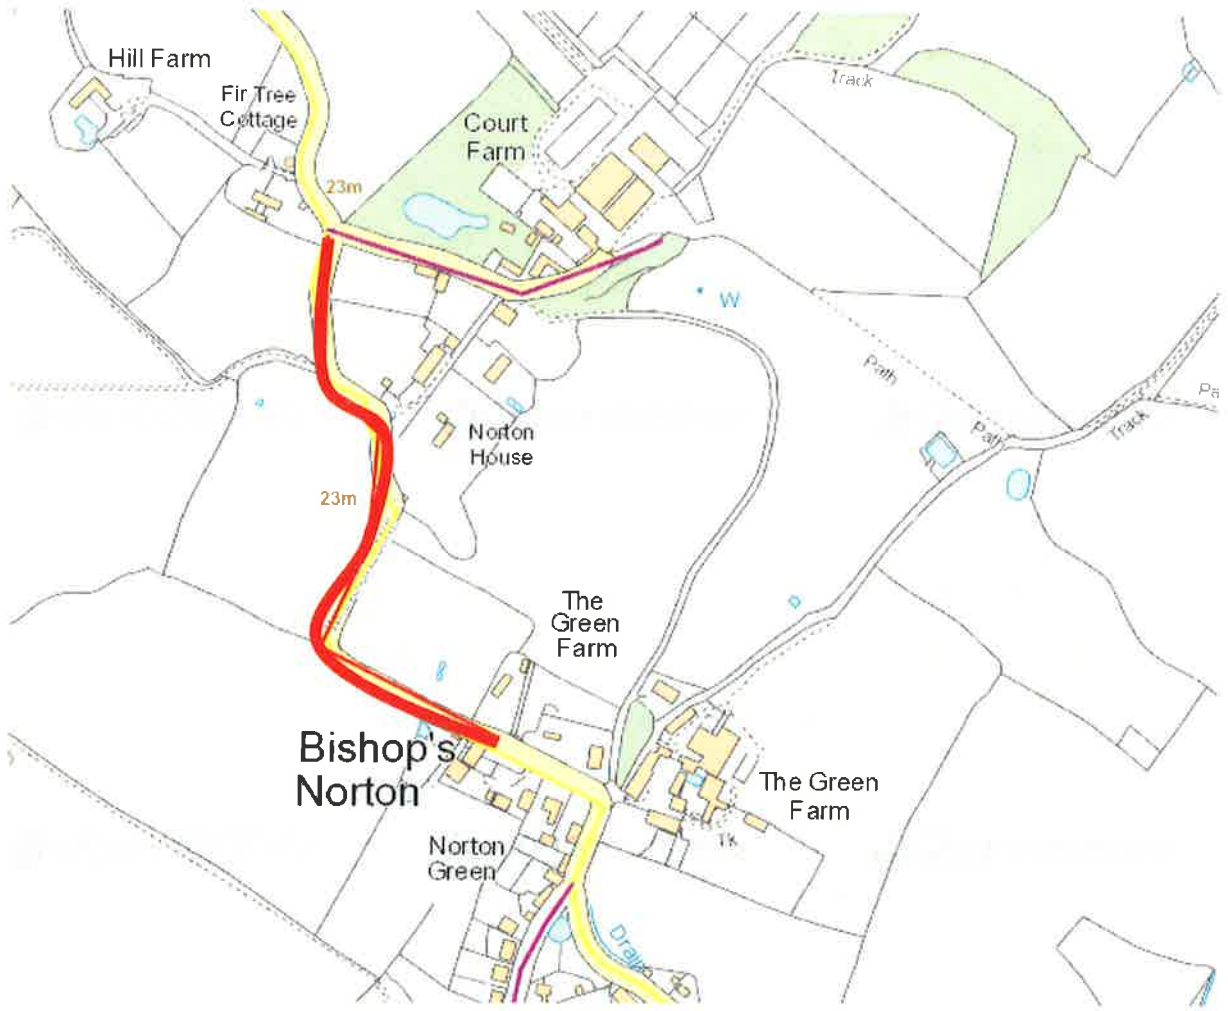 Hill Farm
Fir Tree
Cottage
Court
Farm
Track
23m
W
Path
Pa
Path
Track
Norton
House
23m
The
Green
Farm
Bishop's
Norton
The Green
Farm
Tk
Norton
Green
Drain